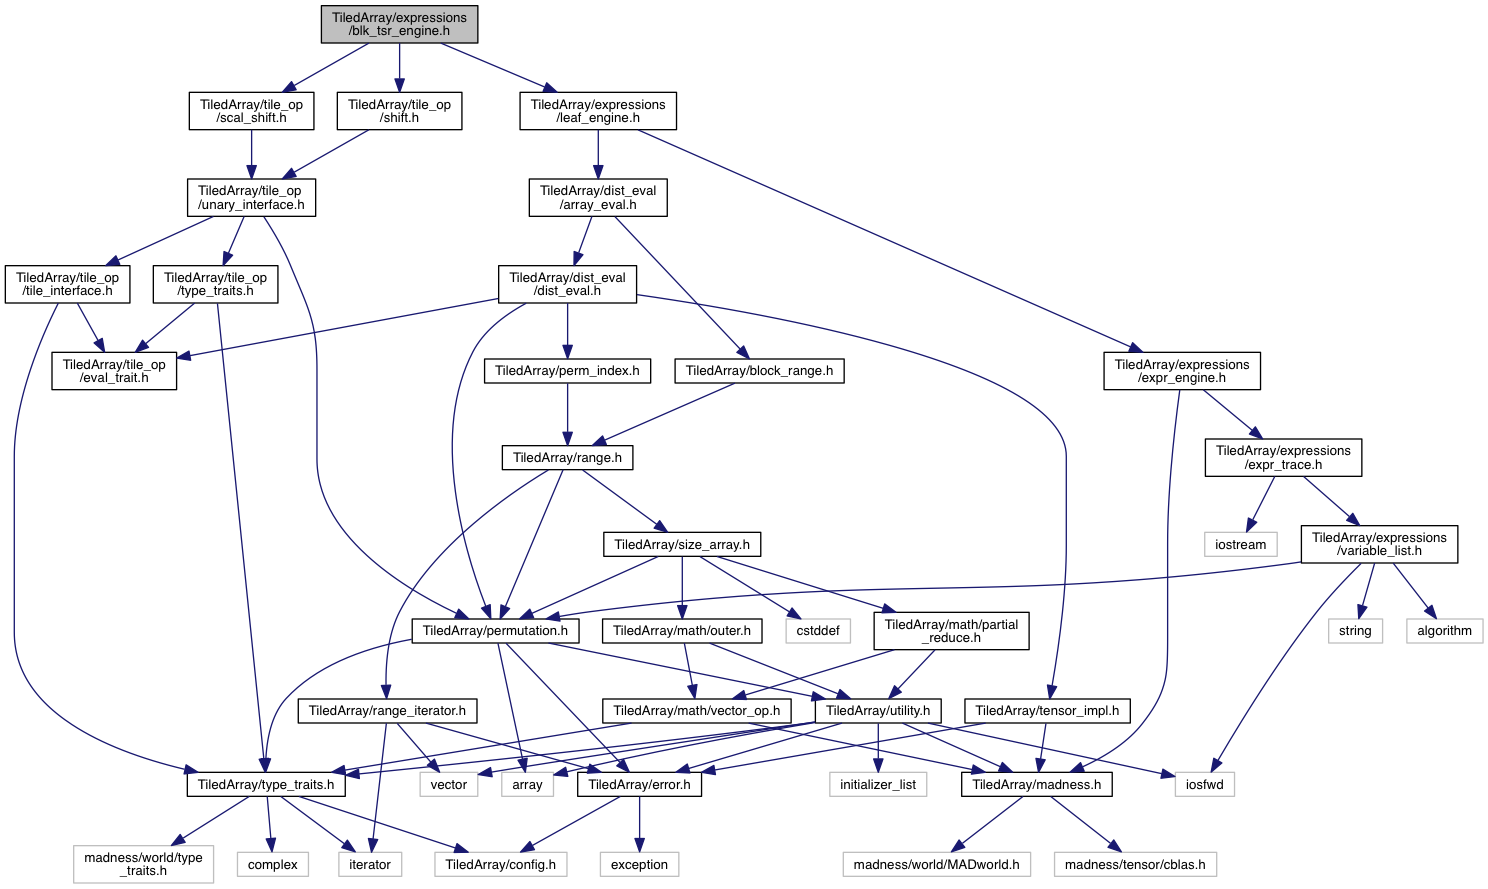 TiledArray/expressions
/blk_tsr_engine.h
TiledArray/tile_op
/scal_shift.h
TiledArray/tile_op
/shift.h
TiledArray/expressions
/leaf_engine.h
TiledArray/tile_op
/unary_interface.h
TiledArray/dist_eval
/array_eval.h
TiledArray/tile_op
/tile_interface.h
TiledArray/tile_op
/type_traits.h
TiledArray/dist_eval
/dist_eval.h
TiledArray/tile_op
/eval_trait.h
TiledArray/perm_index.h
TiledArray/block_range.h
TiledArray/expressions
/expr_engine.h
TiledArray/range.h
TiledArray/expressions
/expr_trace.h
TiledArray/size_array.h
iostream
TiledArray/expressions
/variable_list.h
TiledArray/permutation.h
TiledArray/math/outer.h
cstddef
TiledArray/math/partial
_reduce.h
string
algorithm
TiledArray/range_iterator.h
TiledArray/math/vector_op.h
TiledArray/utility.h
TiledArray/tensor_impl.h
TiledArray/type_traits.h
vector
array
TiledArray/error.h
initializer_list
TiledArray/madness.h
iosfwd
madness/world/type
_traits.h
complex
iterator
TiledArray/config.h
exception
madness/world/MADworld.h
madness/tensor/cblas.h